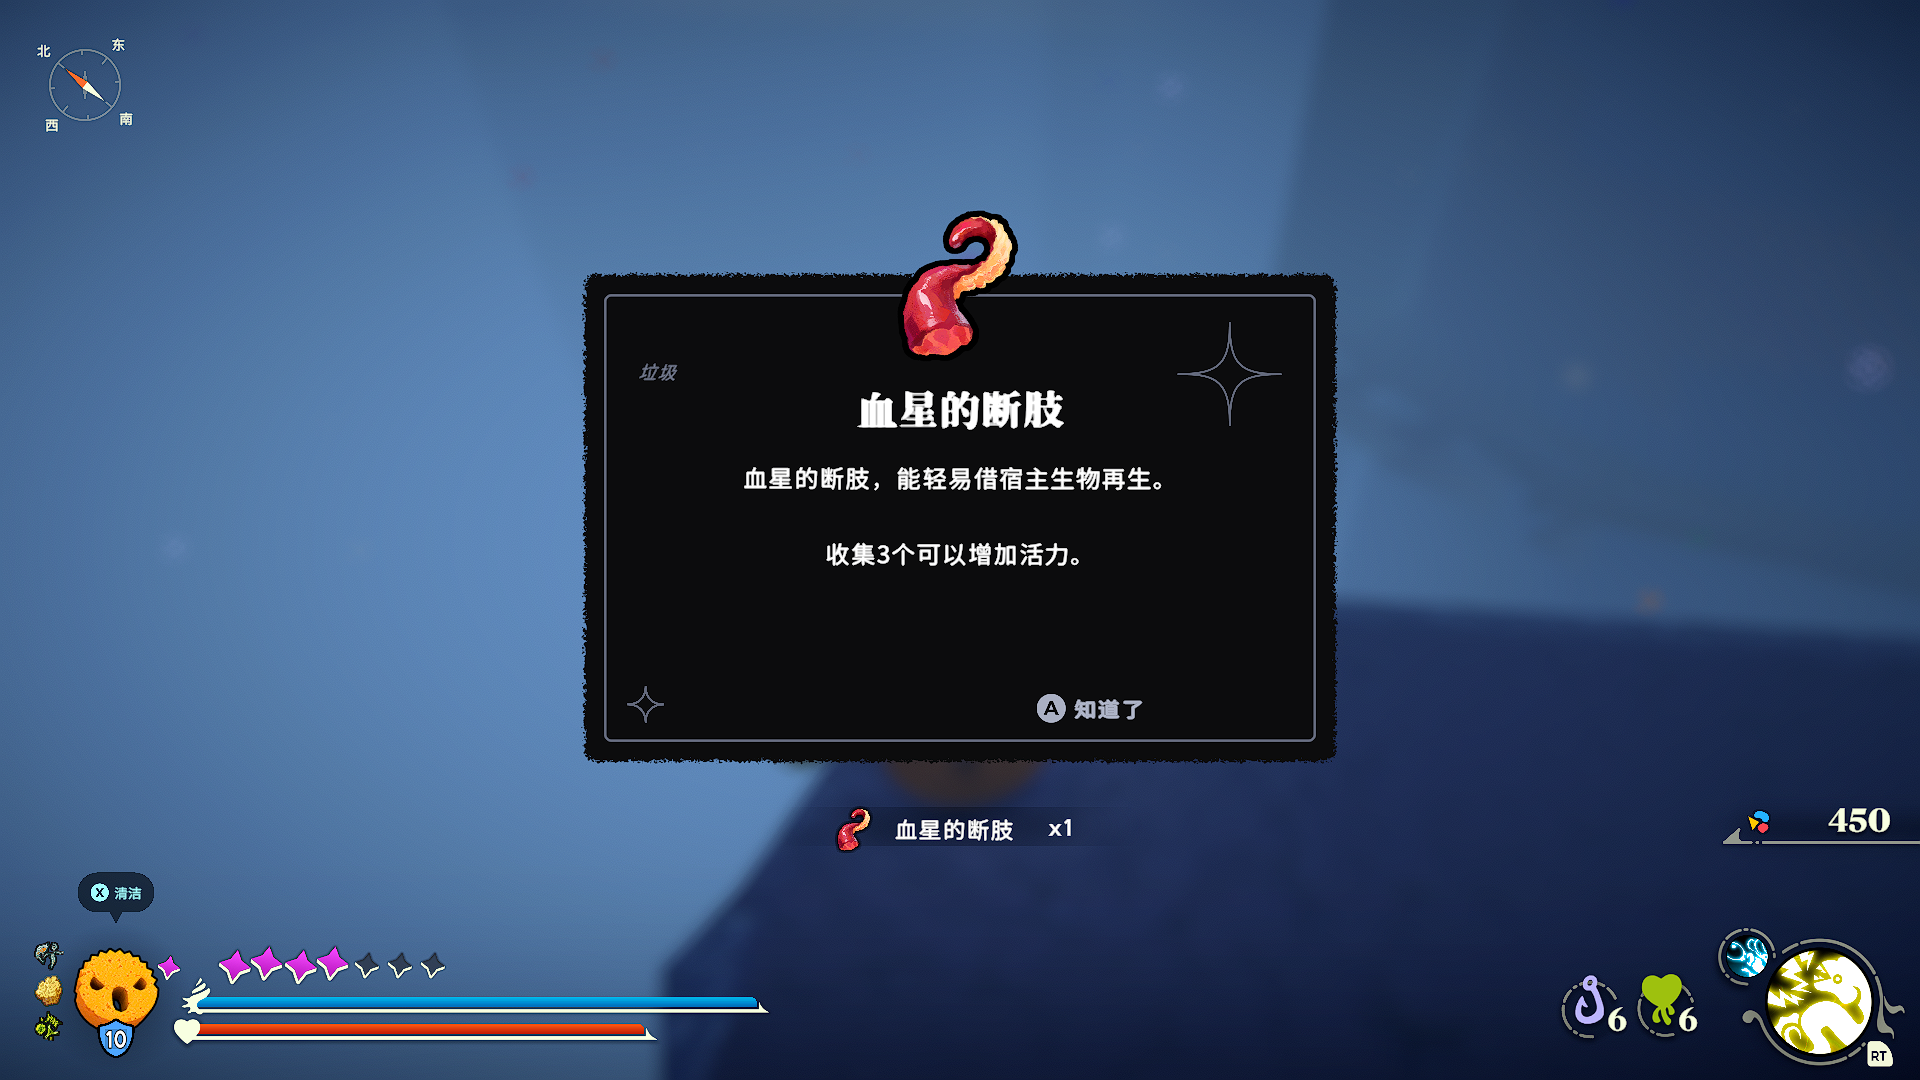 北 东
西 南
垃圾
血星的断肢
血星的断肢，能轻易借宿主生物再生。
收集3个可以增加活力。
A 知道了
血星的断肢 x1
450
X 清洁
10
6 6
RT